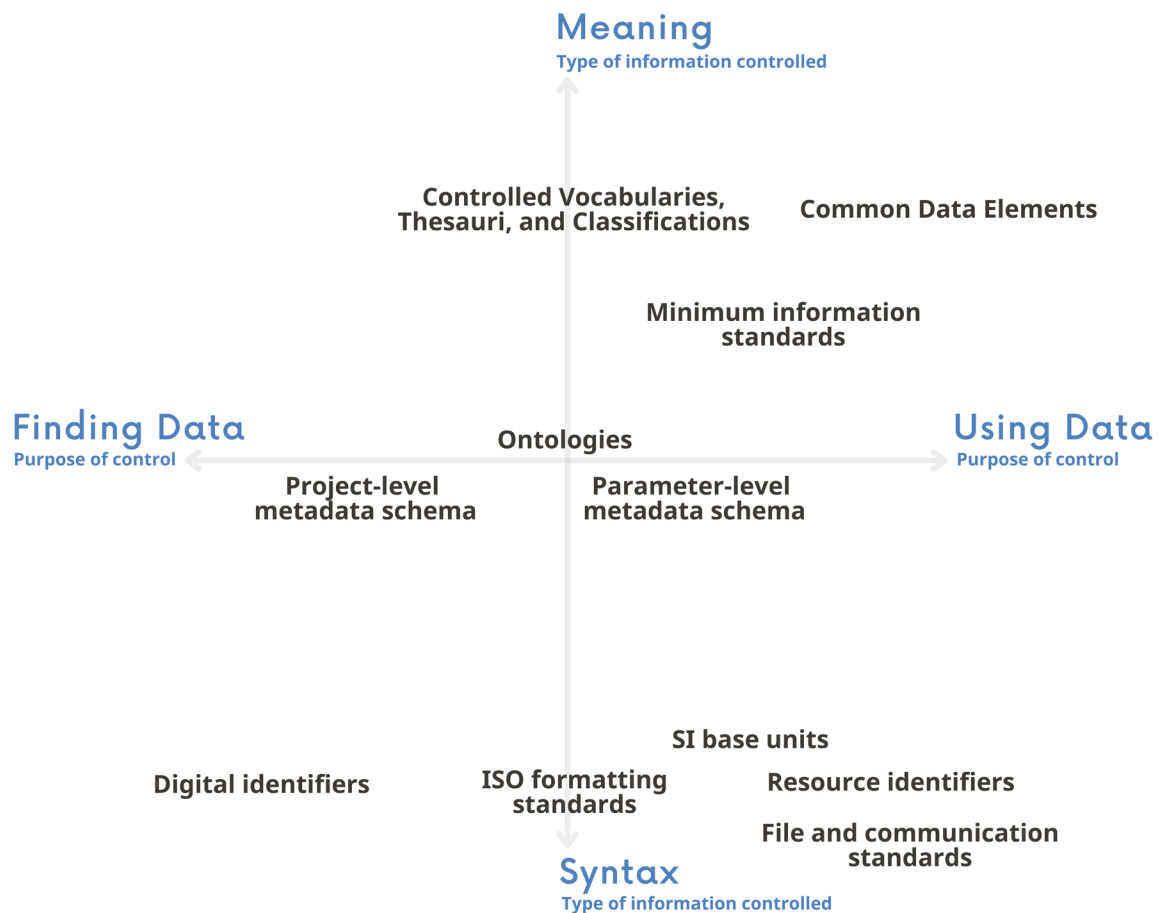 Meaning
Type of information controlled
Controlled Vocabularies,
Thesauri, and Classifications
Common Data Elements
Minimum information
standards
Finding Data
Purpose of control
Ontologies
Using Data
Purpose of control
Project-level
metadata schema
Parameter-level
metadata schema
SI base units
Digital identifiers
ISO formatting
standards
Resource identifiers
File and communication
standards
Syntax
Type of information controlled